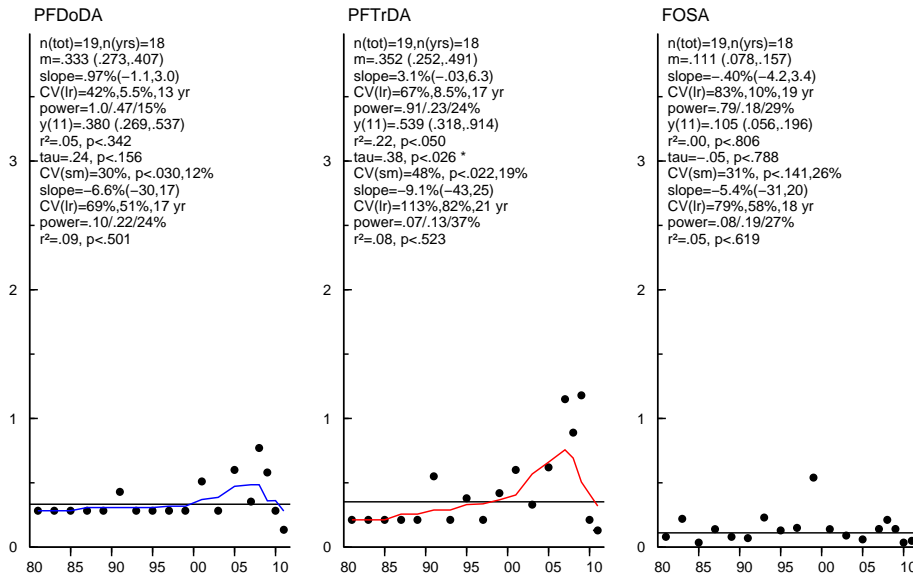 PFDoDA
n(tot)=19,n(yrs)=18
m=.333 (.273,.407)
slope=.97%(−1.1,3.0)
CV(lr)=42%,5.5%,13 yr
power=1.0/.47/15%
y(11)=.380 (.269,.537)
r²=.05, p<.342
tau=.24, p<.156
CV(sm)=30%, p<.030,12%
slope=−6.6%(−30,17)
CV(lr)=69%,51%,17 yr
power=.10/.22/24%
r²=.09, p<.501
3
2
1
0
80 85 90 95 00 05 10
PFTrDA
n(tot)=19,n(yrs)=18
m=.352 (.252,.491)
slope=3.1%(−.03,6.3)
CV(lr)=67%,8.5%,17 yr
power=.91/.23/24%
y(11)=.539 (.318,.914)
r²=.22, p<.050
tau=.38, p<.026 *
CV(sm)=48%, p<.022,19%
slope=−9.1%(−43,25)
CV(lr)=113%,82%,21 yr
power=.07/.13/37%
r²=.08, p<.523
3
2
1
0
80 85 90 95 00 05 10
FOSA
n(tot)=19,n(yrs)=18
m=.111 (.078,.157)
slope=−.40%(−4.2,3.4)
CV(lr)=83%,10%,19 yr
power=.79/.18/29%
y(11)=.105 (.056,.196)
r²=.00, p<.806
tau=−.05, p<.788
CV(sm)=31%, p<.141,26%
slope=−5.4%(−31,20)
CV(lr)=79%,58%,18 yr
power=.08/.19/27%
r²=.05, p<.619
3
2
1
0
80 85 90 95 00 05 10